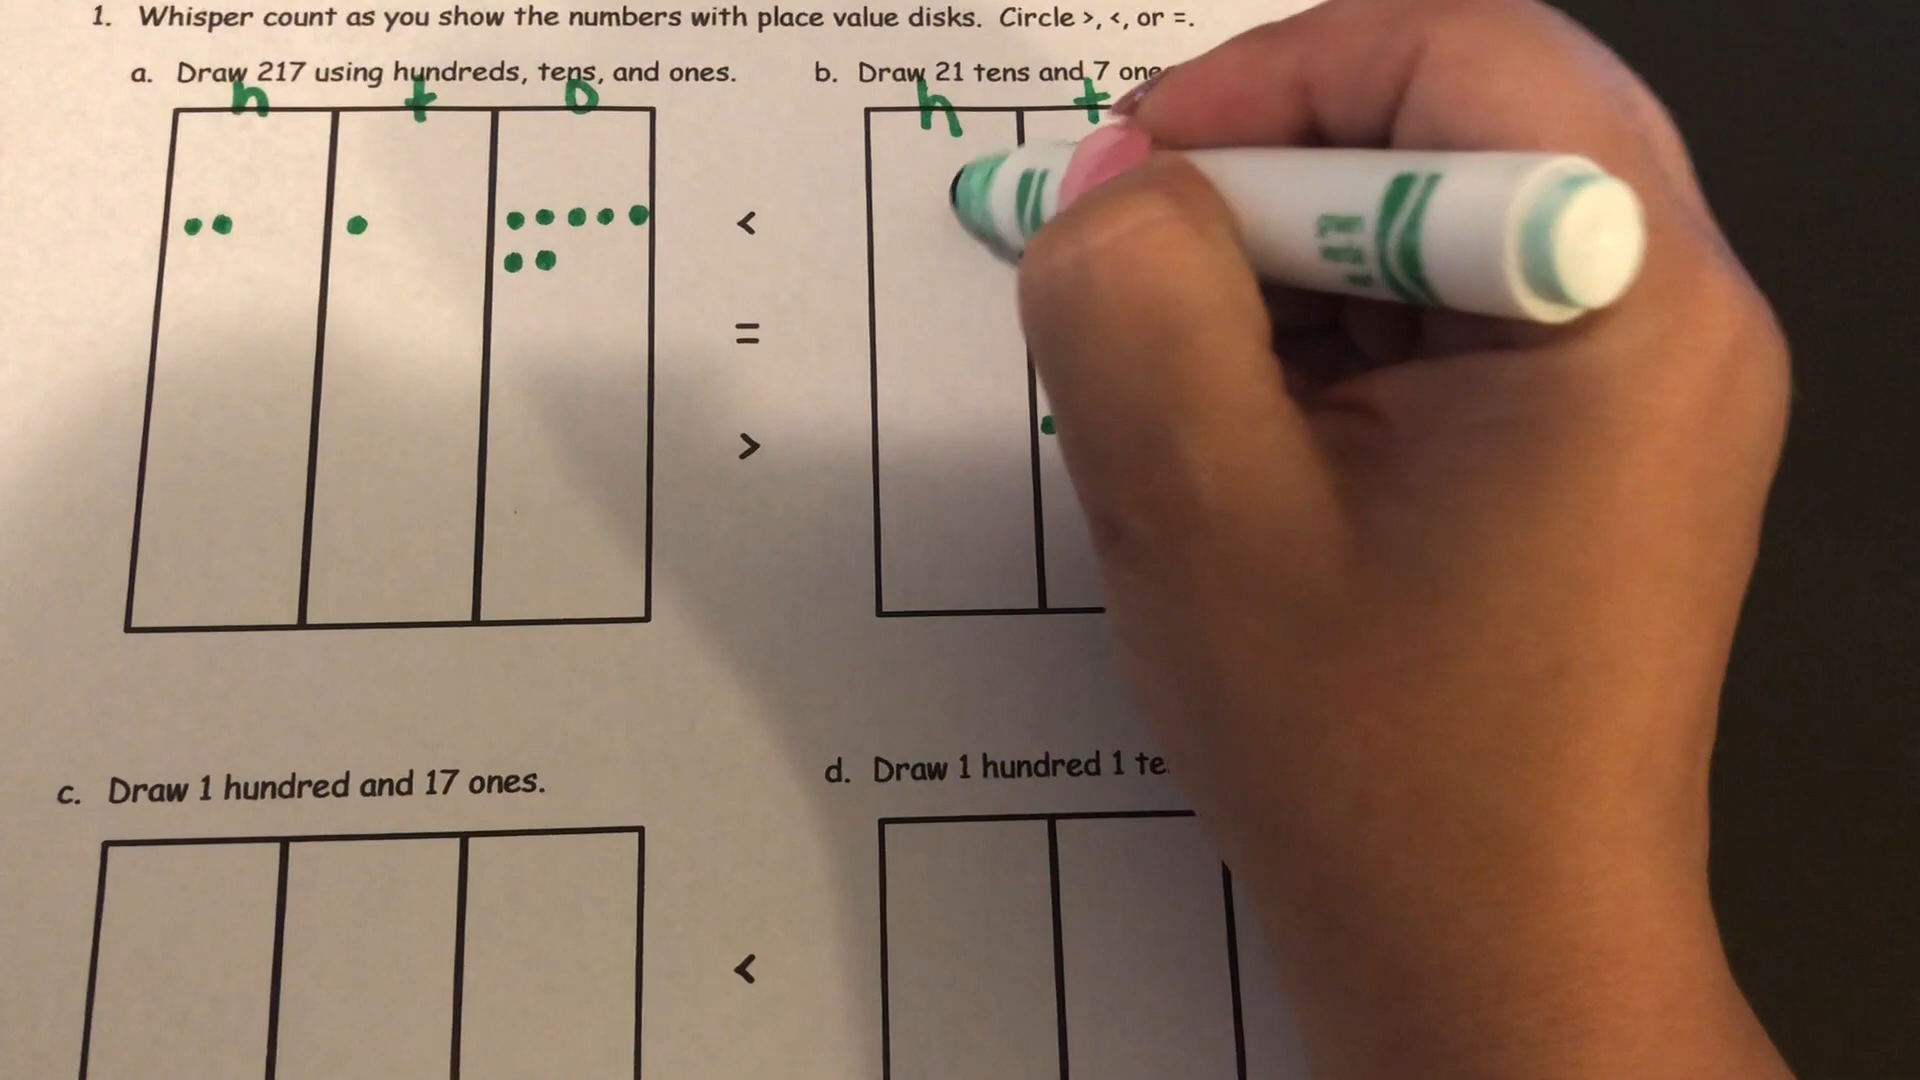 1. Whisper count as you show the numbers with place value disks. Circle >, <, or =.
a. Draw 217 using hundreds, tens, and ones.
b. Draw 21 tens and 7
h t o
h t
<
=
>
c. Draw 1 hundred and 17 ones.
d. Draw 1 hundred 1
<